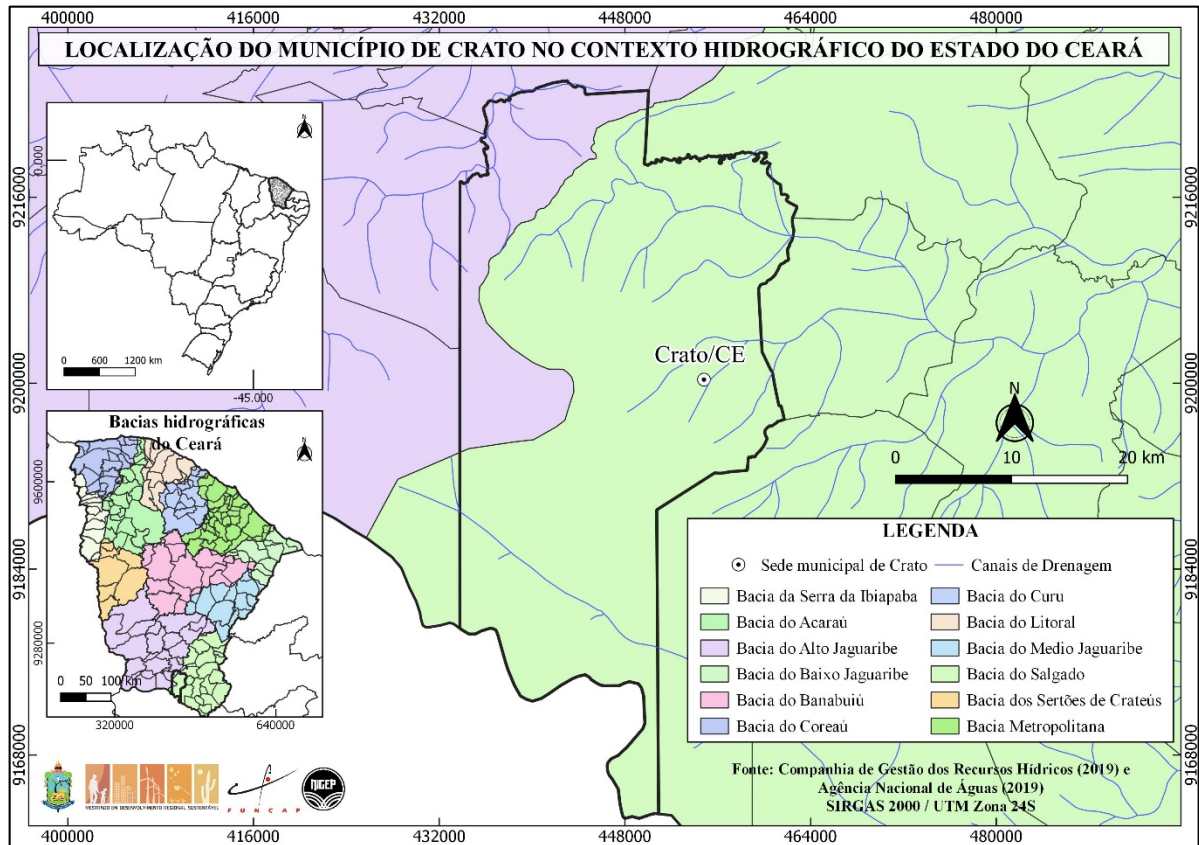 400000 416000 432000 448000 464000 480000
LOCALIZAÇÃO DO MUNICÍPIO DE CRATO NO CONTEXTO HIDROGRÁFICO DO ESTADO DO CEARÁ
N
0.000
9216000
9216000
0 600 1200 km
-45.000
Crato/CE
9200000
9200000
N
0 10 20 km
Bacias hidrográficas
do Ceará
N
9600000
9280000
0 50 100 km
320000 640000
9184000
9184000
LEGENDA
Sede municipal de Crato
Canais de Drenagem
Bacia da Serra da Ibiapaba
Bacia do Acaraú
Bacia do Alto Jaguaribe
Bacia do Baixo Jaguaribe
Bacia do Banabuiú
Bacia do Coreaú
Bacia do Curu
Bacia do Litoral
Bacia do Medio Jaguaribe
Bacia do Salgado
Bacia dos Sertões de Crateús
Bacia Metropolitana
9168000
9168000
Fonte: Companhia de Gestão dos Recursos Hídricos (2019) e
Agência Nacional de Águas (2019)
SIRGAS 2000 / UTM Zona 24S
MESTRADO EM DESENVOLVIMENTO REGIONAL SUSTENTÁVEL
FUNCAP
NIGEP
400000 416000 432000 448000 464000 480000